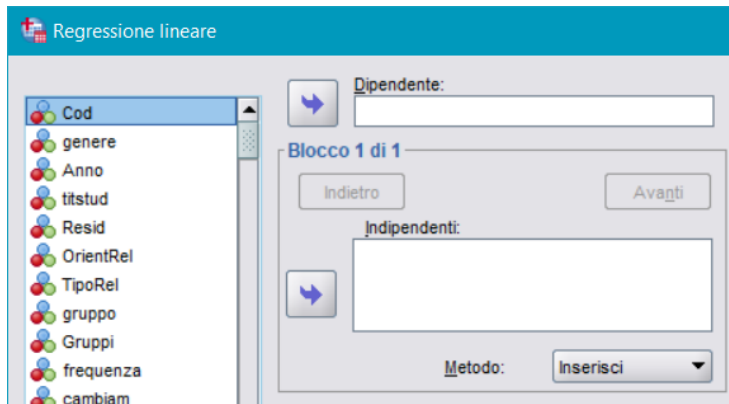 Regressione lineare
Cod
genere
Anno
titstud
Resid
OrientRel
TipoRel
gruppo
Gruppi
frequenza
cambiam
Dipendente:
Blocco 1 di 1
Indietro
Avanti
Indipendenti:
Metodo:
Inserisci